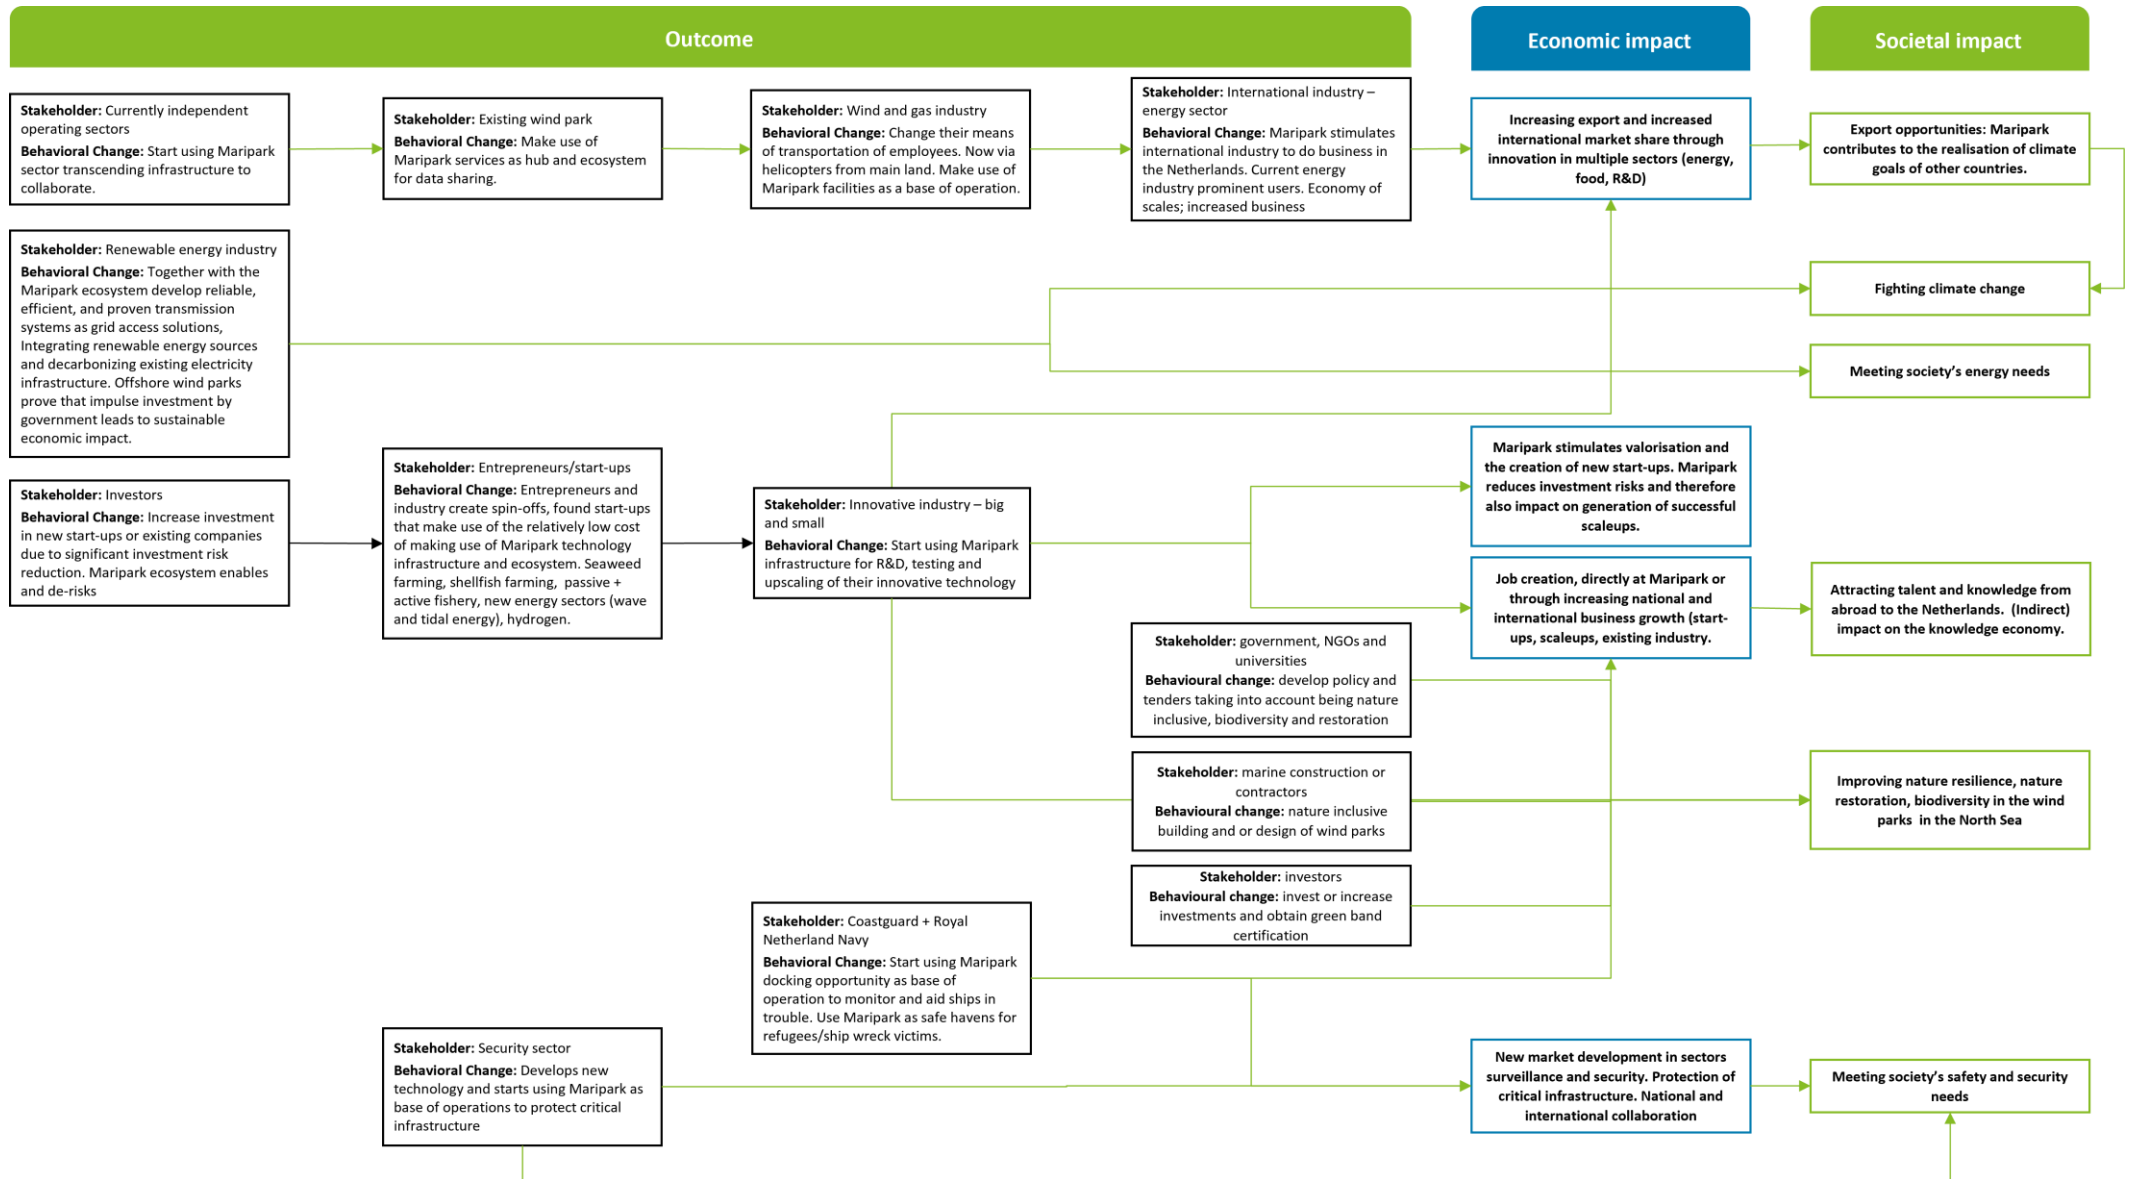 Outcome
Economic impact
Societal impact
Stakeholder: Currently independent
operating sectors
Behavioral Change: Start using Maripark
sector transcending infrastructure to
collaborate.
Stakeholder: Existing wind park
Behavioral Change: Make use of
Maripark services as hub and ecosystem
for data sharing.
Stakeholder: Wind and gas industry
Behavioral Change: Change their means
of transportation of employees. Now via
helicopters from main land. Make use of
Maripark facilities as a base of operation.
Stakeholder: International industry –
energy sector
Behavioral Change: Maripark stimulates
international industry to do business in
the Netherlands. Current energy
industry prominent users. Economy of
scales; increased business
Increasing export and increased
international market share through
innovation in multiple sectors (energy,
food, R&D)
Export opportunities: Maripark
contributes to the realisation of climate
goals of other countries.
Stakeholder: Renewable energy industry
Behavioral Change: Together with the
Maripark ecosystem develop reliable,
efficient, and proven transmission
systems as grid access solutions,
Integrating renewable energy sources
and decarbonizing existing electricity
infrastructure. Offshore wind parks
prove that impulse investment by
government leads to sustainable
economic impact.
Fighting climate change
Meeting society’s energy needs
Stakeholder: Investors
Behavioral Change: Increase investment
in new start-ups or existing companies
due to significant investment risk
reduction. Maripark ecosystem enables
and de-risks
Stakeholder: Entrepreneurs/start-ups
Behavioral Change: Entrepreneurs and
industry create spin-offs, found start-ups
that make use of the relatively low cost
of making use of Maripark technology
infrastructure and ecosystem. Seaweed
farming, shellfish farming, passive +
active fishery, new energy sectors (wave
and tidal energy), hydrogen.
Stakeholder: Innovative industry – big
and small
Behavioral Change: Start using Maripark
infrastructure for R&D, testing and
upscaling of their innovative technology
Maripark stimulates valorisation and
the creation of new start-ups. Maripark
reduces investment risks and therefore
also impact on generation of successful
scaleups.
Job creation, directly at Maripark or
through increasing national and
international business growth (start-
ups, scaleups, existing industry.
Attracting talent and knowledge from
abroad to the Netherlands. (Indirect)
impact on the knowledge economy.
Stakeholder: government, NGOs and
universities
Behavioural change: develop policy and
tenders taking into account being nature
inclusive, biodiversity and restoration
Stakeholder: marine construction or
contractors
Behavioural change: nature inclusive
building and or design of wind parks
Improving nature resilience, nature
restoration, biodiversity in the wind
parks in the North Sea
Stakeholder: investors
Behavioural change: invest or increase
investments and obtain green band
certification
Stakeholder: Coastguard + Royal
Netherland Navy
Behavioral Change: Start using Maripark
docking opportunity as base of
operation to monitor and aid ships in
trouble. Use Maripark as safe havens for
refugees/ship wreck victims.
Stakeholder: Security sector
Behavioral Change: Develops new
technology and starts using Maripark as
base of operations to protect critical
infrastructure
New market development in sectors
surveillance and security. Protection of
critical infrastructure. National and
international collaboration
Meeting society’s safety and security
needs